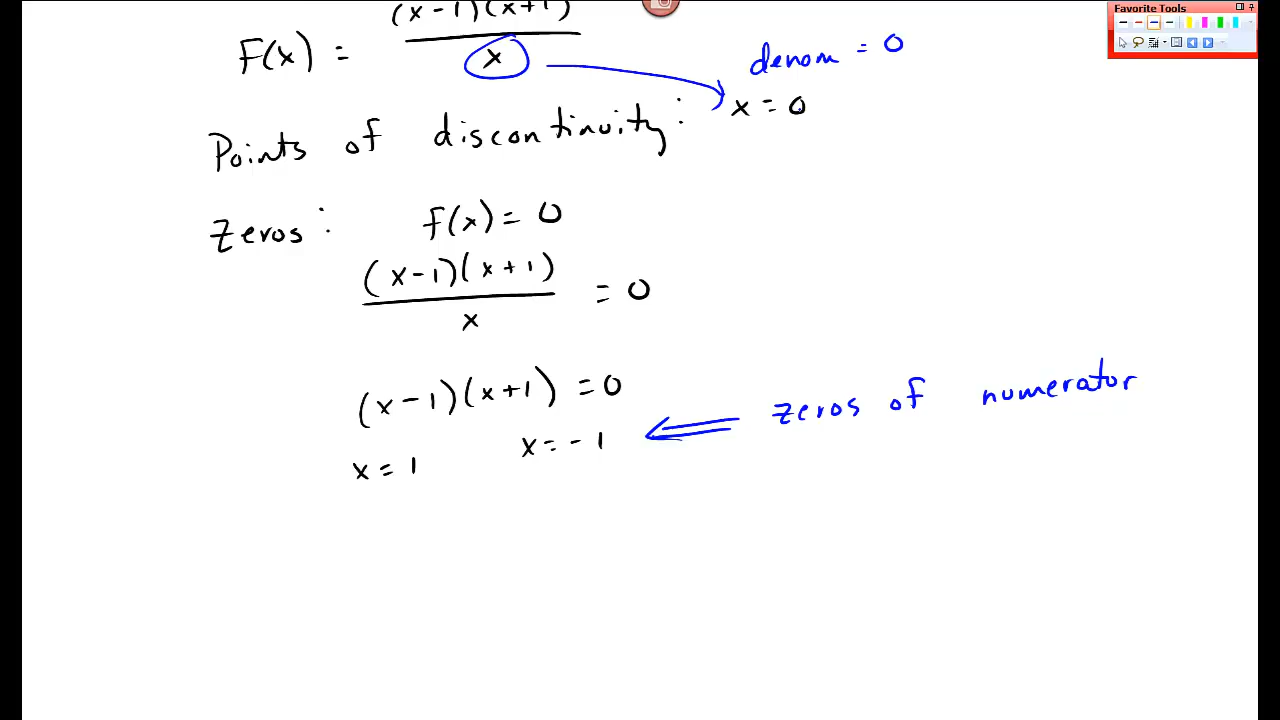 (x-1)(x+1)
F(x) = ―
x
denom = 0
x = 0
Points of discontinuity:
Zeros: f(x) = 0
(x-1)(x+1)
― = 0
x
(x-1)(x+1) = 0
x = 1 x = -1
zeros of numerator
Favorite Tools